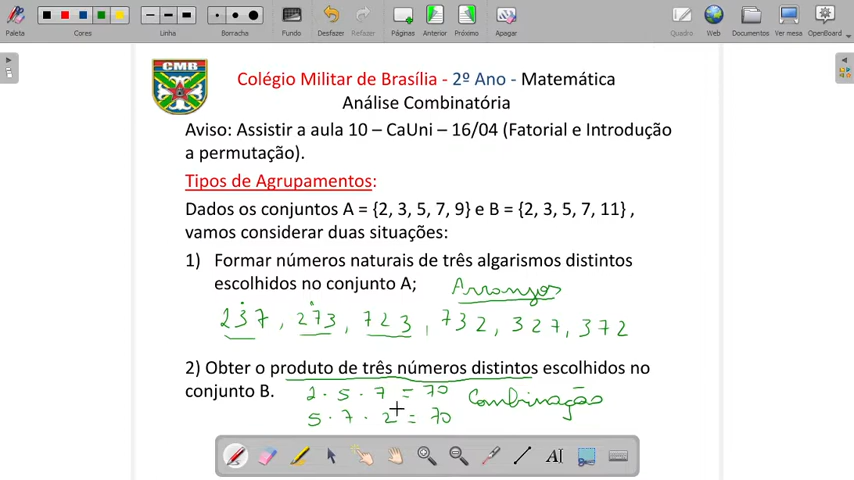 Paleta Cores Linha Borracha Fundo Desfazer Refazer Páginas Anterior Próximo Apagar Quadro Web Documentos Ver mesa OpenBoard
CMB
Colégio Militar de Brasília - 2º Ano - Matemática
Análise Combinatória
Aviso: Assistir a aula 10 – CaUni – 16/04 (Fatorial e Introdução
a permutação).
Tipos de Agrupamentos:
Dados os conjuntos A = {2, 3, 5, 7, 9} e B = {2, 3, 5, 7, 11} ,
vamos considerar duas situações:
1) Formar números naturais de três algarismos distintos
escolhidos no conjunto A; Arranjos
237 , 273 , 723 , 732 , 327 , 372
2) Obter o produto de três números distintos escolhidos no
conjunto B. 2 · 5 · 7 = 70 Combinação
5 · 7 · 2 = 70